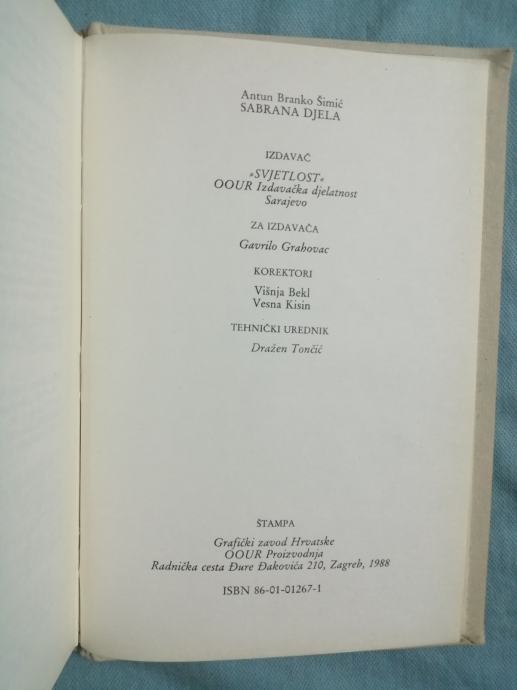 Antun Branko Šimić
SABRANA DJELA
IZDAVAČ
»SVJETLOST«
OOUR Izdavačka djelatnost
Sarajevo
ZA IZDAVAČA
Gavrilo Grahovac
KOREKTORI
Višnja Bekl
Vesna Kisin
TEHNIČKI UREDNIK
Dražen Tončić
ŠTAMPA
Grafički zavod Hrvatske
OOUR Proizvodnja
Radnička cesta Đure Đakovića 210, Zagreb, 1988
ISBN 86-01-01267-1